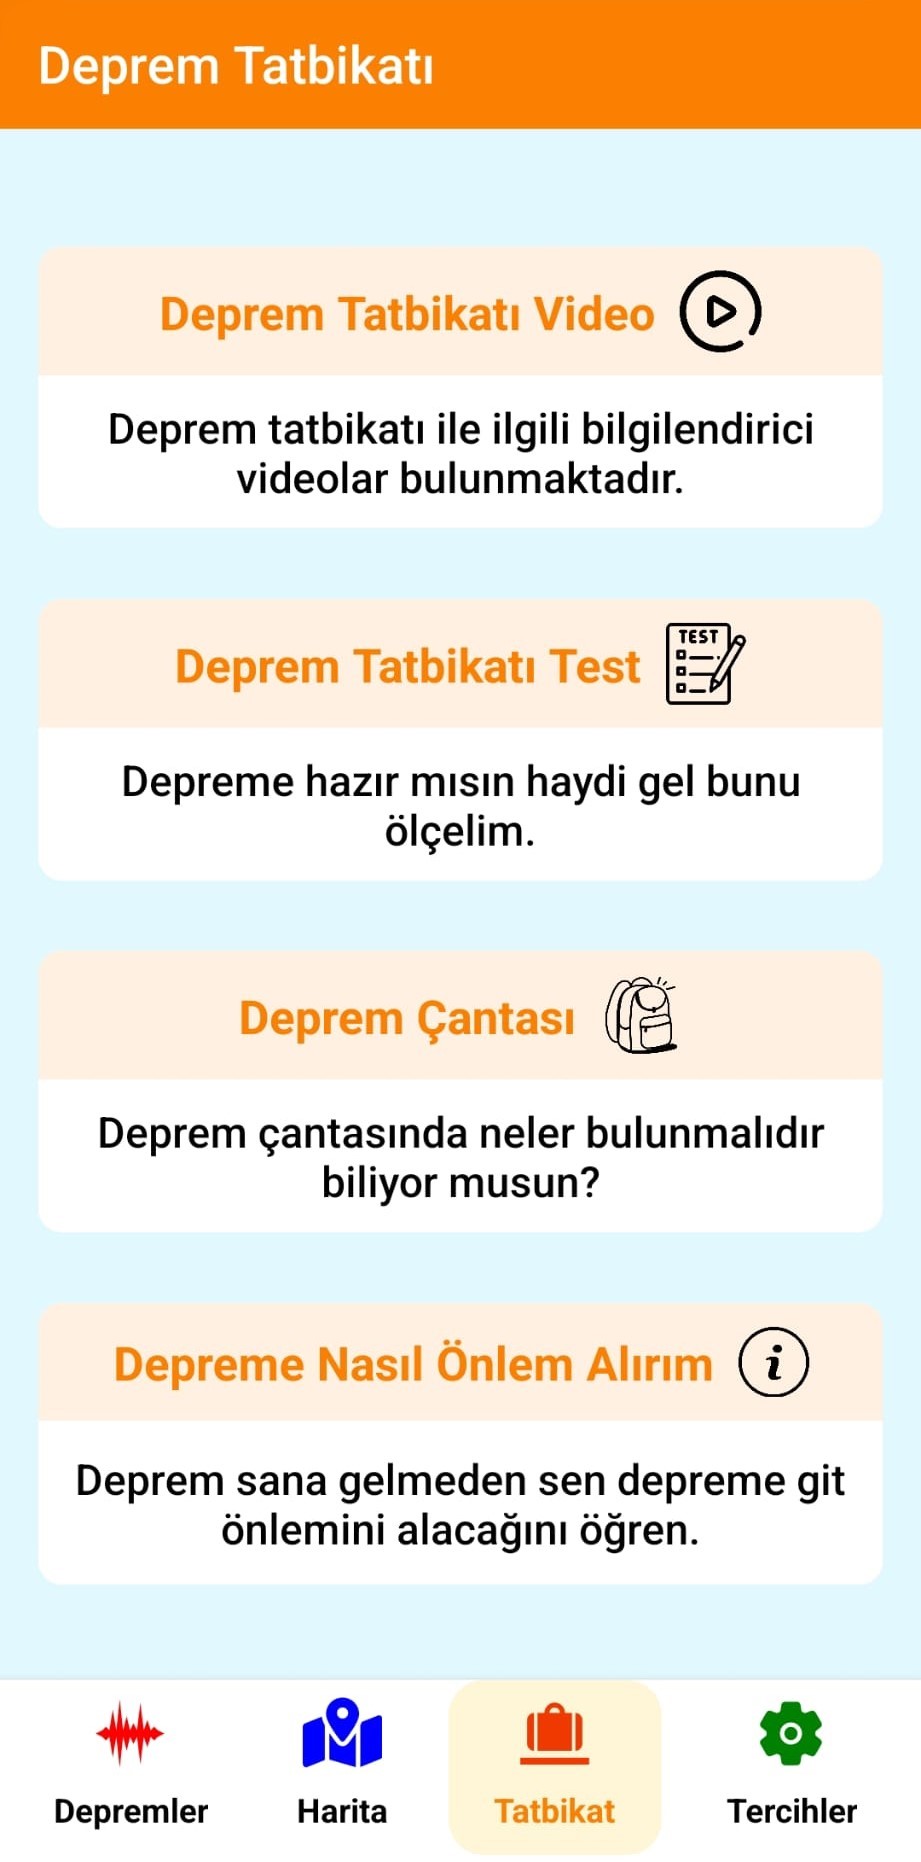 Deprem Tatbikatı
Deprem Tatbikatı Video
Deprem tatbikatı ile ilgili bilgilendirici
videolar bulunmaktadır.
Deprem Tatbikatı Test
TEST
Depreme hazır mısın haydi gel bunu
ölçelim.
Deprem Çantası
Deprem çantasında neler bulunmalıdır
biliyor musun?
Depreme Nasıl Önlem Alırım
i
Deprem sana gelmeden sen depreme git
önlemini alacağını öğren.
Depremler
Harita
Tatbikat
Tercihler